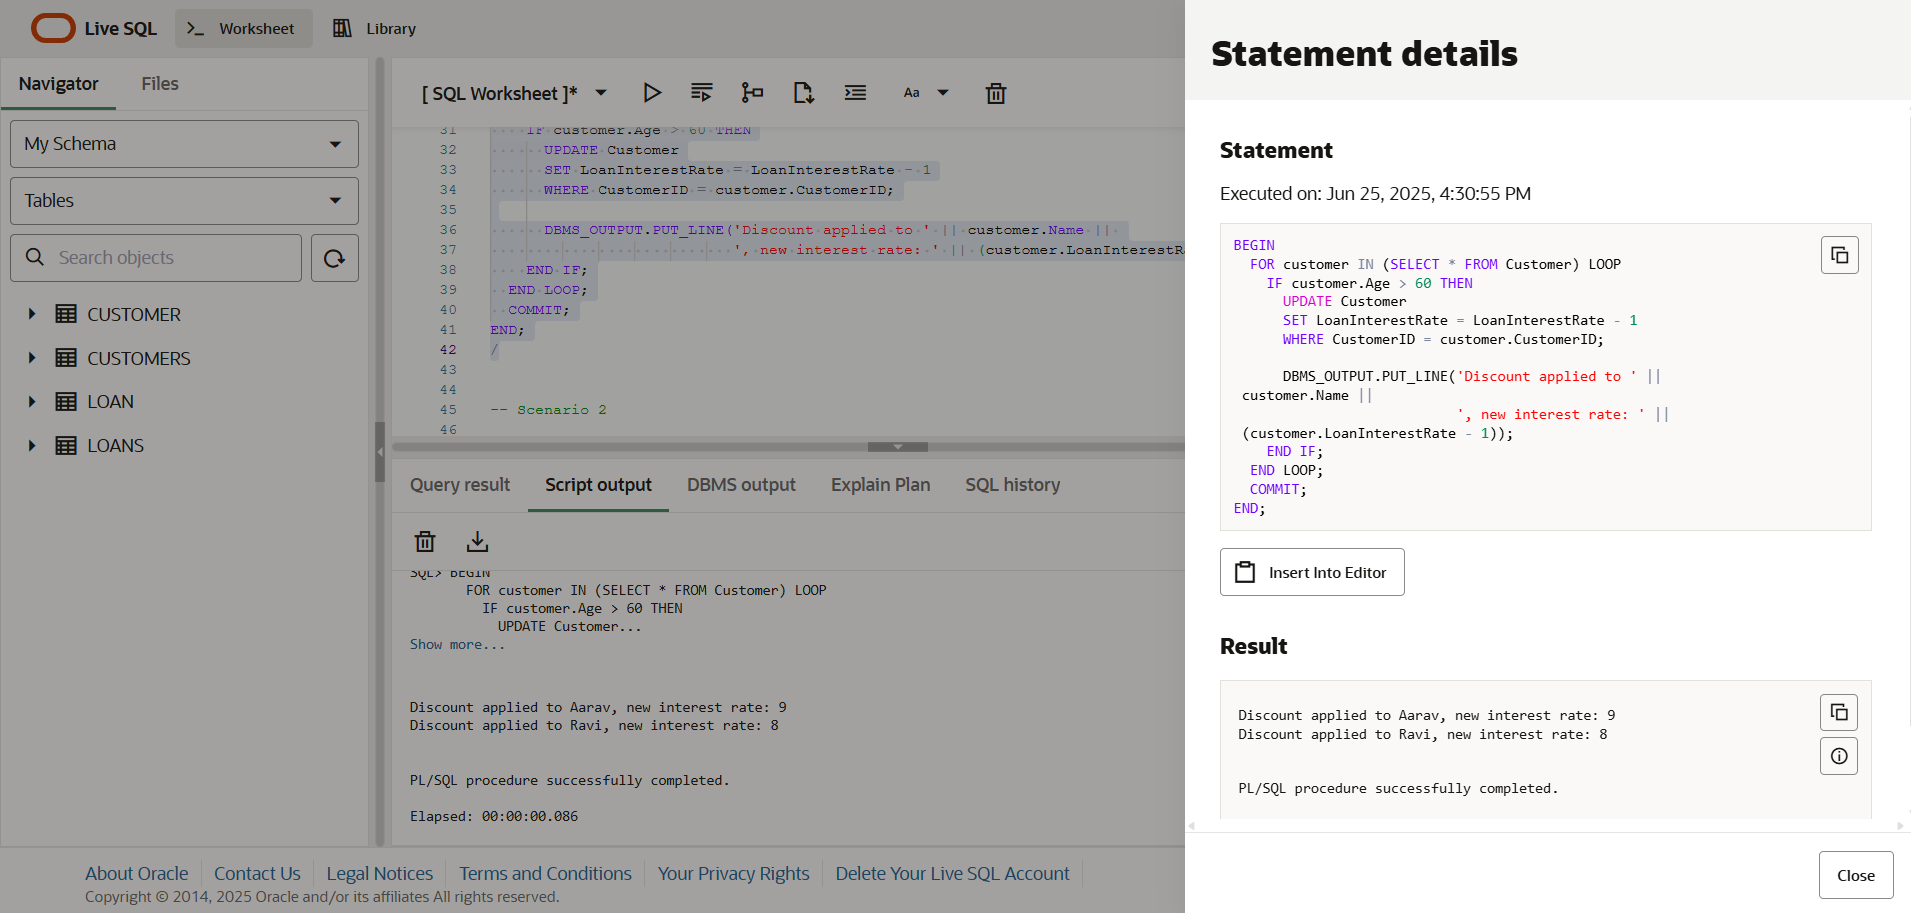 Live SQL
Worksheet
Library
Navigator
Files
My Schema
Tables
Search objects
CUSTOMER
CUSTOMERS
LOAN
LOANS
[ SQL Worksheet ]*
Aa
31 IF customer.Age > 60 THEN
32 UPDATE Customer
33 SET LoanInterestRate = LoanInterestRate - 1
34 WHERE CustomerID = customer.CustomerID;
35
36 DBMS_OUTPUT.PUT_LINE('Discount applied to ' || customer.Name ||
37 ', new interest rate: ' || (customer.LoanInterestRa
38 END IF;
39 END LOOP;
40 COMMIT;
41 END;
42 /
43
44
45 -- Scenario 2
46
Query result
Script output
DBMS output
Explain Plan
SQL history
SQL> BEGIN
FOR customer IN (SELECT * FROM Customer) LOOP
IF customer.Age > 60 THEN
UPDATE Customer...
Show more...
Discount applied to Aarav, new interest rate: 9
Discount applied to Ravi, new interest rate: 8
PL/SQL procedure successfully completed.
Elapsed: 00:00:00.086
About Oracle
Contact Us
Legal Notices
Terms and Conditions
Your Privacy Rights
Delete Your Live SQL Account
Copyright © 2014, 2025 Oracle and/or its affiliates All rights reserved.
Statement details
Statement
Executed on: Jun 25, 2025, 4:30:55 PM
BEGIN
FOR customer IN (SELECT * FROM Customer) LOOP
IF customer.Age > 60 THEN
UPDATE Customer
SET LoanInterestRate = LoanInterestRate - 1
WHERE CustomerID = customer.CustomerID;
DBMS_OUTPUT.PUT_LINE('Discount applied to ' ||
customer.Name ||
', new interest rate: ' ||
(customer.LoanInterestRate - 1));
END IF;
END LOOP;
COMMIT;
END;
Insert Into Editor
Result
Discount applied to Aarav, new interest rate: 9
Discount applied to Ravi, new interest rate: 8
PL/SQL procedure successfully completed.
Close